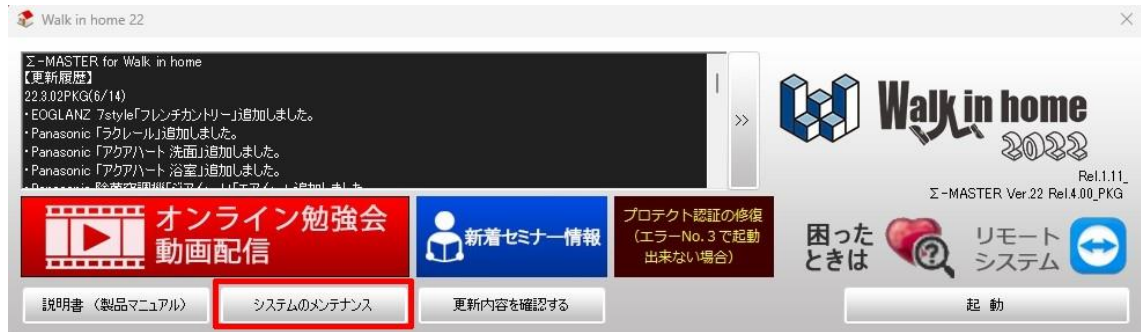 Walk in home 22
Σ-MASTER for Walk in home
【更新履歴】
22.3.02PKG(6/14)
・EOGLANZ 7style「フレンチカントリー」追加しました。
・Panasonic 「ラクレール」追加しました。
・Panasonic 「アクアハート 洗面」追加しました。
・Panasonic 「アクアハート 浴室」追加しました。
>>
Walk in home
2022
Rel.1.11_
Σ-MASTER Ver.22 Rel.4.00_PKG
オンライン勉強会
動画配信
新着セミナー情報
プロテクト認証の修復
(エラーNo.3で起動
出来ない場合)
困った
ときは
リモート
システム
説明書 (製品マニュアル)
システムのメンテナンス
更新内容を確認する
起 動